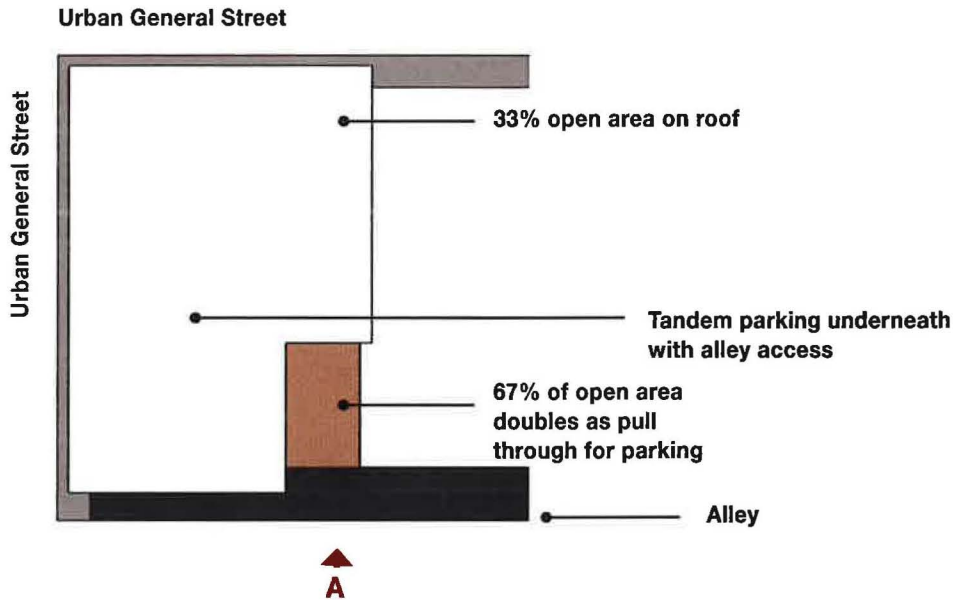 Urban General Street
Urban General Street
33% open area on roof
Tandem parking underneath
with alley access
67% of open area
doubles as pull
through for parking
Alley
A